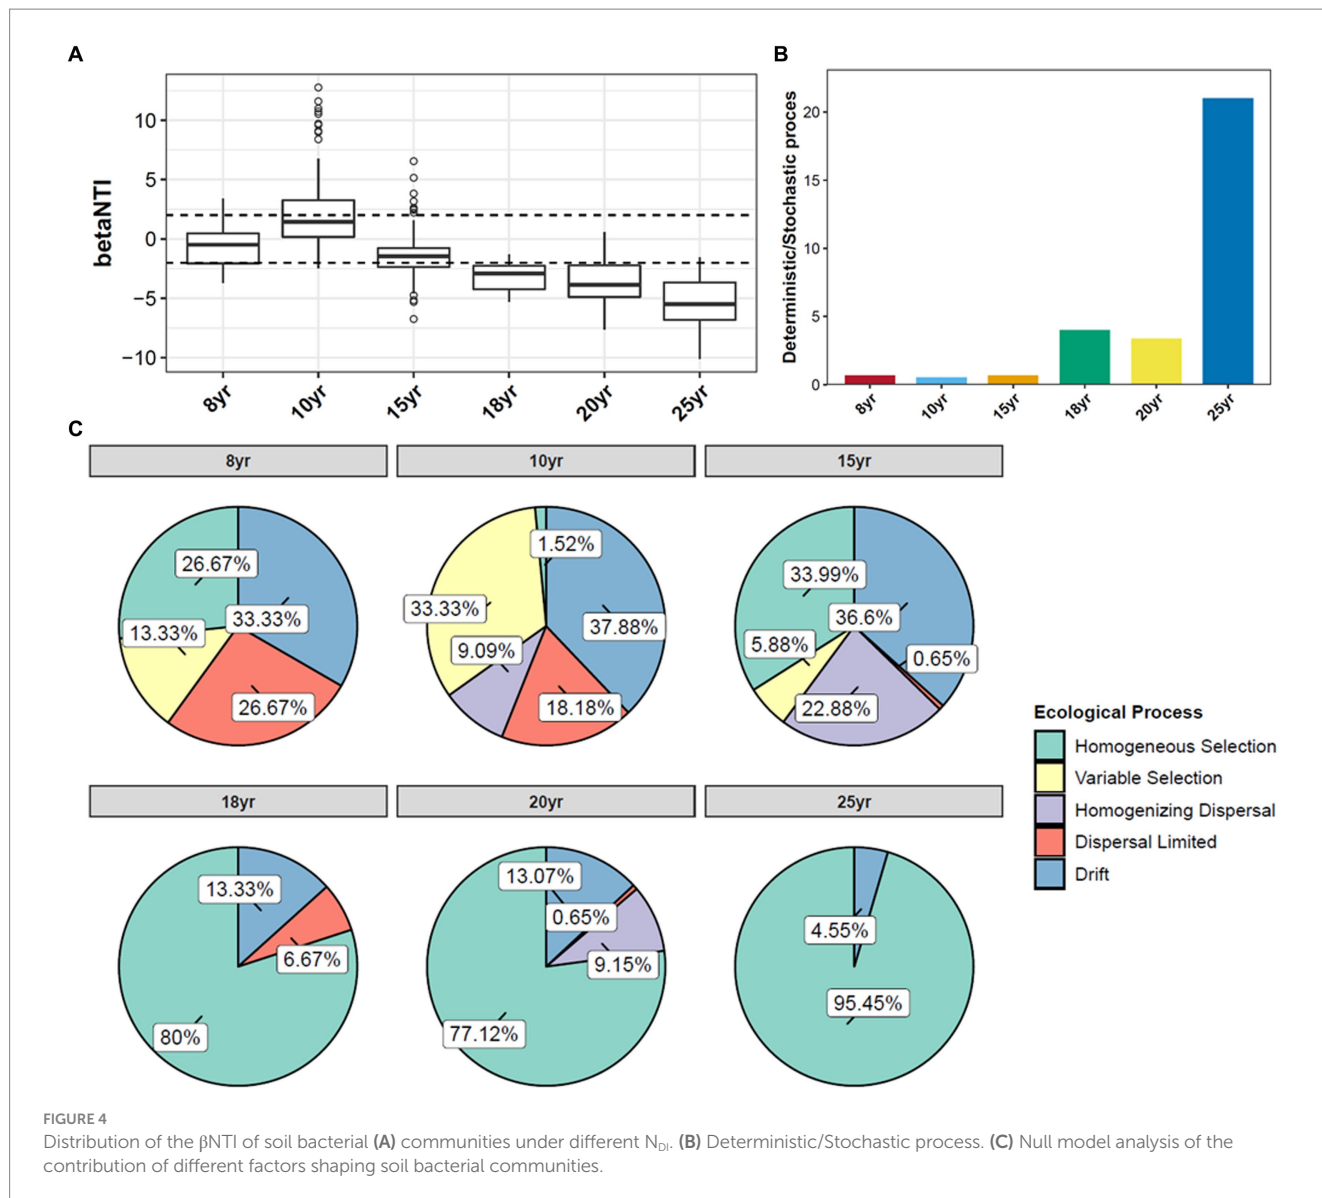 A
betaNTI
10
5
0
−5
−10
8yr
10yr
15yr
18yr
20yr
25yr
B
Deterministic/Stochastic proces
20
15
10
5
0
8yr
10yr
15yr
18yr
20yr
25yr
C
8yr
26.67%
33.33%
13.33%
26.67%
10yr
1.52%
33.33%
37.88%
9.09%
18.18%
15yr
33.99%
36.6%
5.88%
0.65%
22.88%
18yr
13.33%
6.67%
80%
20yr
13.07%
0.65%
9.15%
77.12%
25yr
4.55%
95.45%
Ecological Process
Homogeneous Selection
Variable Selection
Homogenizing Dispersal
Dispersal Limited
Drift
FIGURE 4
Distribution of the βNTI of soil bacterial (A) communities under different N_DI. (B) Deterministic/Stochastic process. (C) Null model analysis of the
contribution of different factors shaping soil bacterial communities.